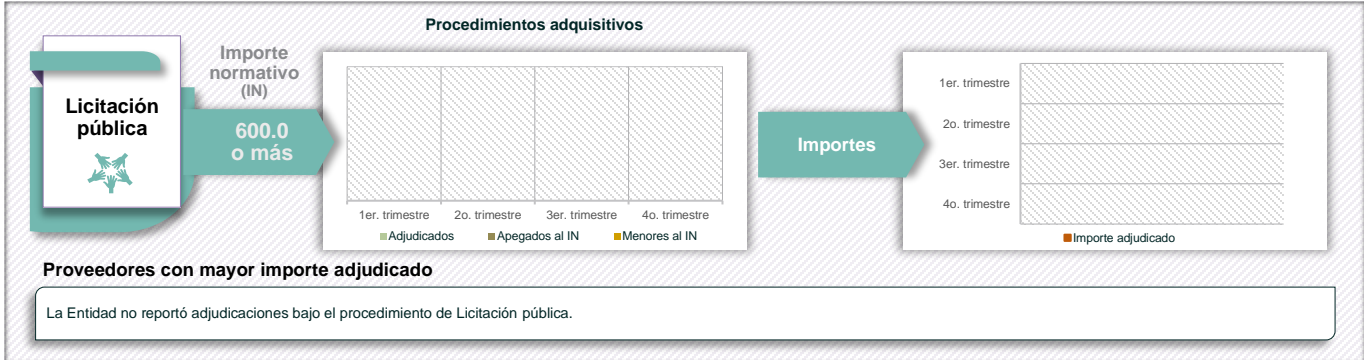 Procedimientos adquisitivos
Licitación
pública
Importe
normativo
(IN)
600.0
o más
1er. trimestre
2o. trimestre
3er. trimestre
4o. trimestre
Adjudicados
Apegados al IN
Menores al IN
Importes
1er. trimestre
2o. trimestre
3er. trimestre
4o. trimestre
Importe adjudicado
Proveedores con mayor importe adjudicado
La Entidad no reportó adjudicaciones bajo el procedimiento de Licitación pública.